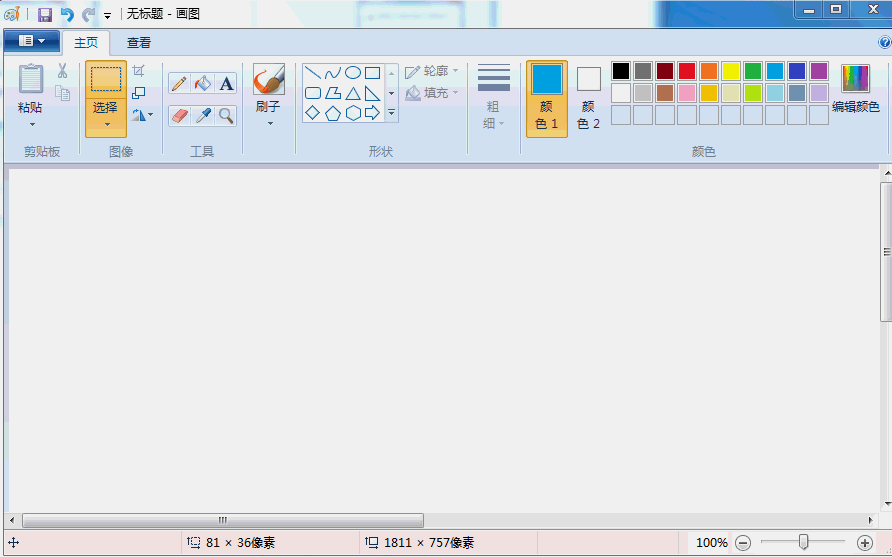 无标题 - 画图
主页
查看
粘贴
剪贴板
选择
图像
A
工具
刷子
轮廓
填充
形状
粗
细
颜
色 1
颜
色 2
编辑颜色
颜色
81 × 36像素
1811 × 757像素
100%